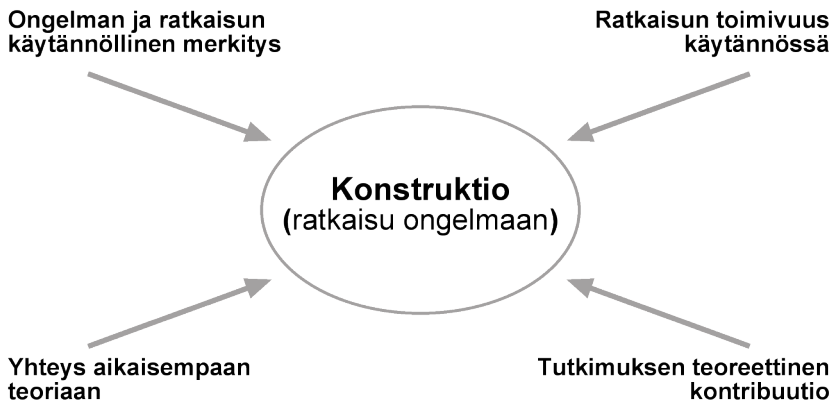 Ongelman ja ratkaisun
käytännöllinen merkitys
Ratkaisun toimivuus
käytännössä
Konstruktio
(ratkaisu ongelmaan)
Yhteys aikaisempaan
teoriaan
Tutkimuksen teoreettinen
kontribuutio